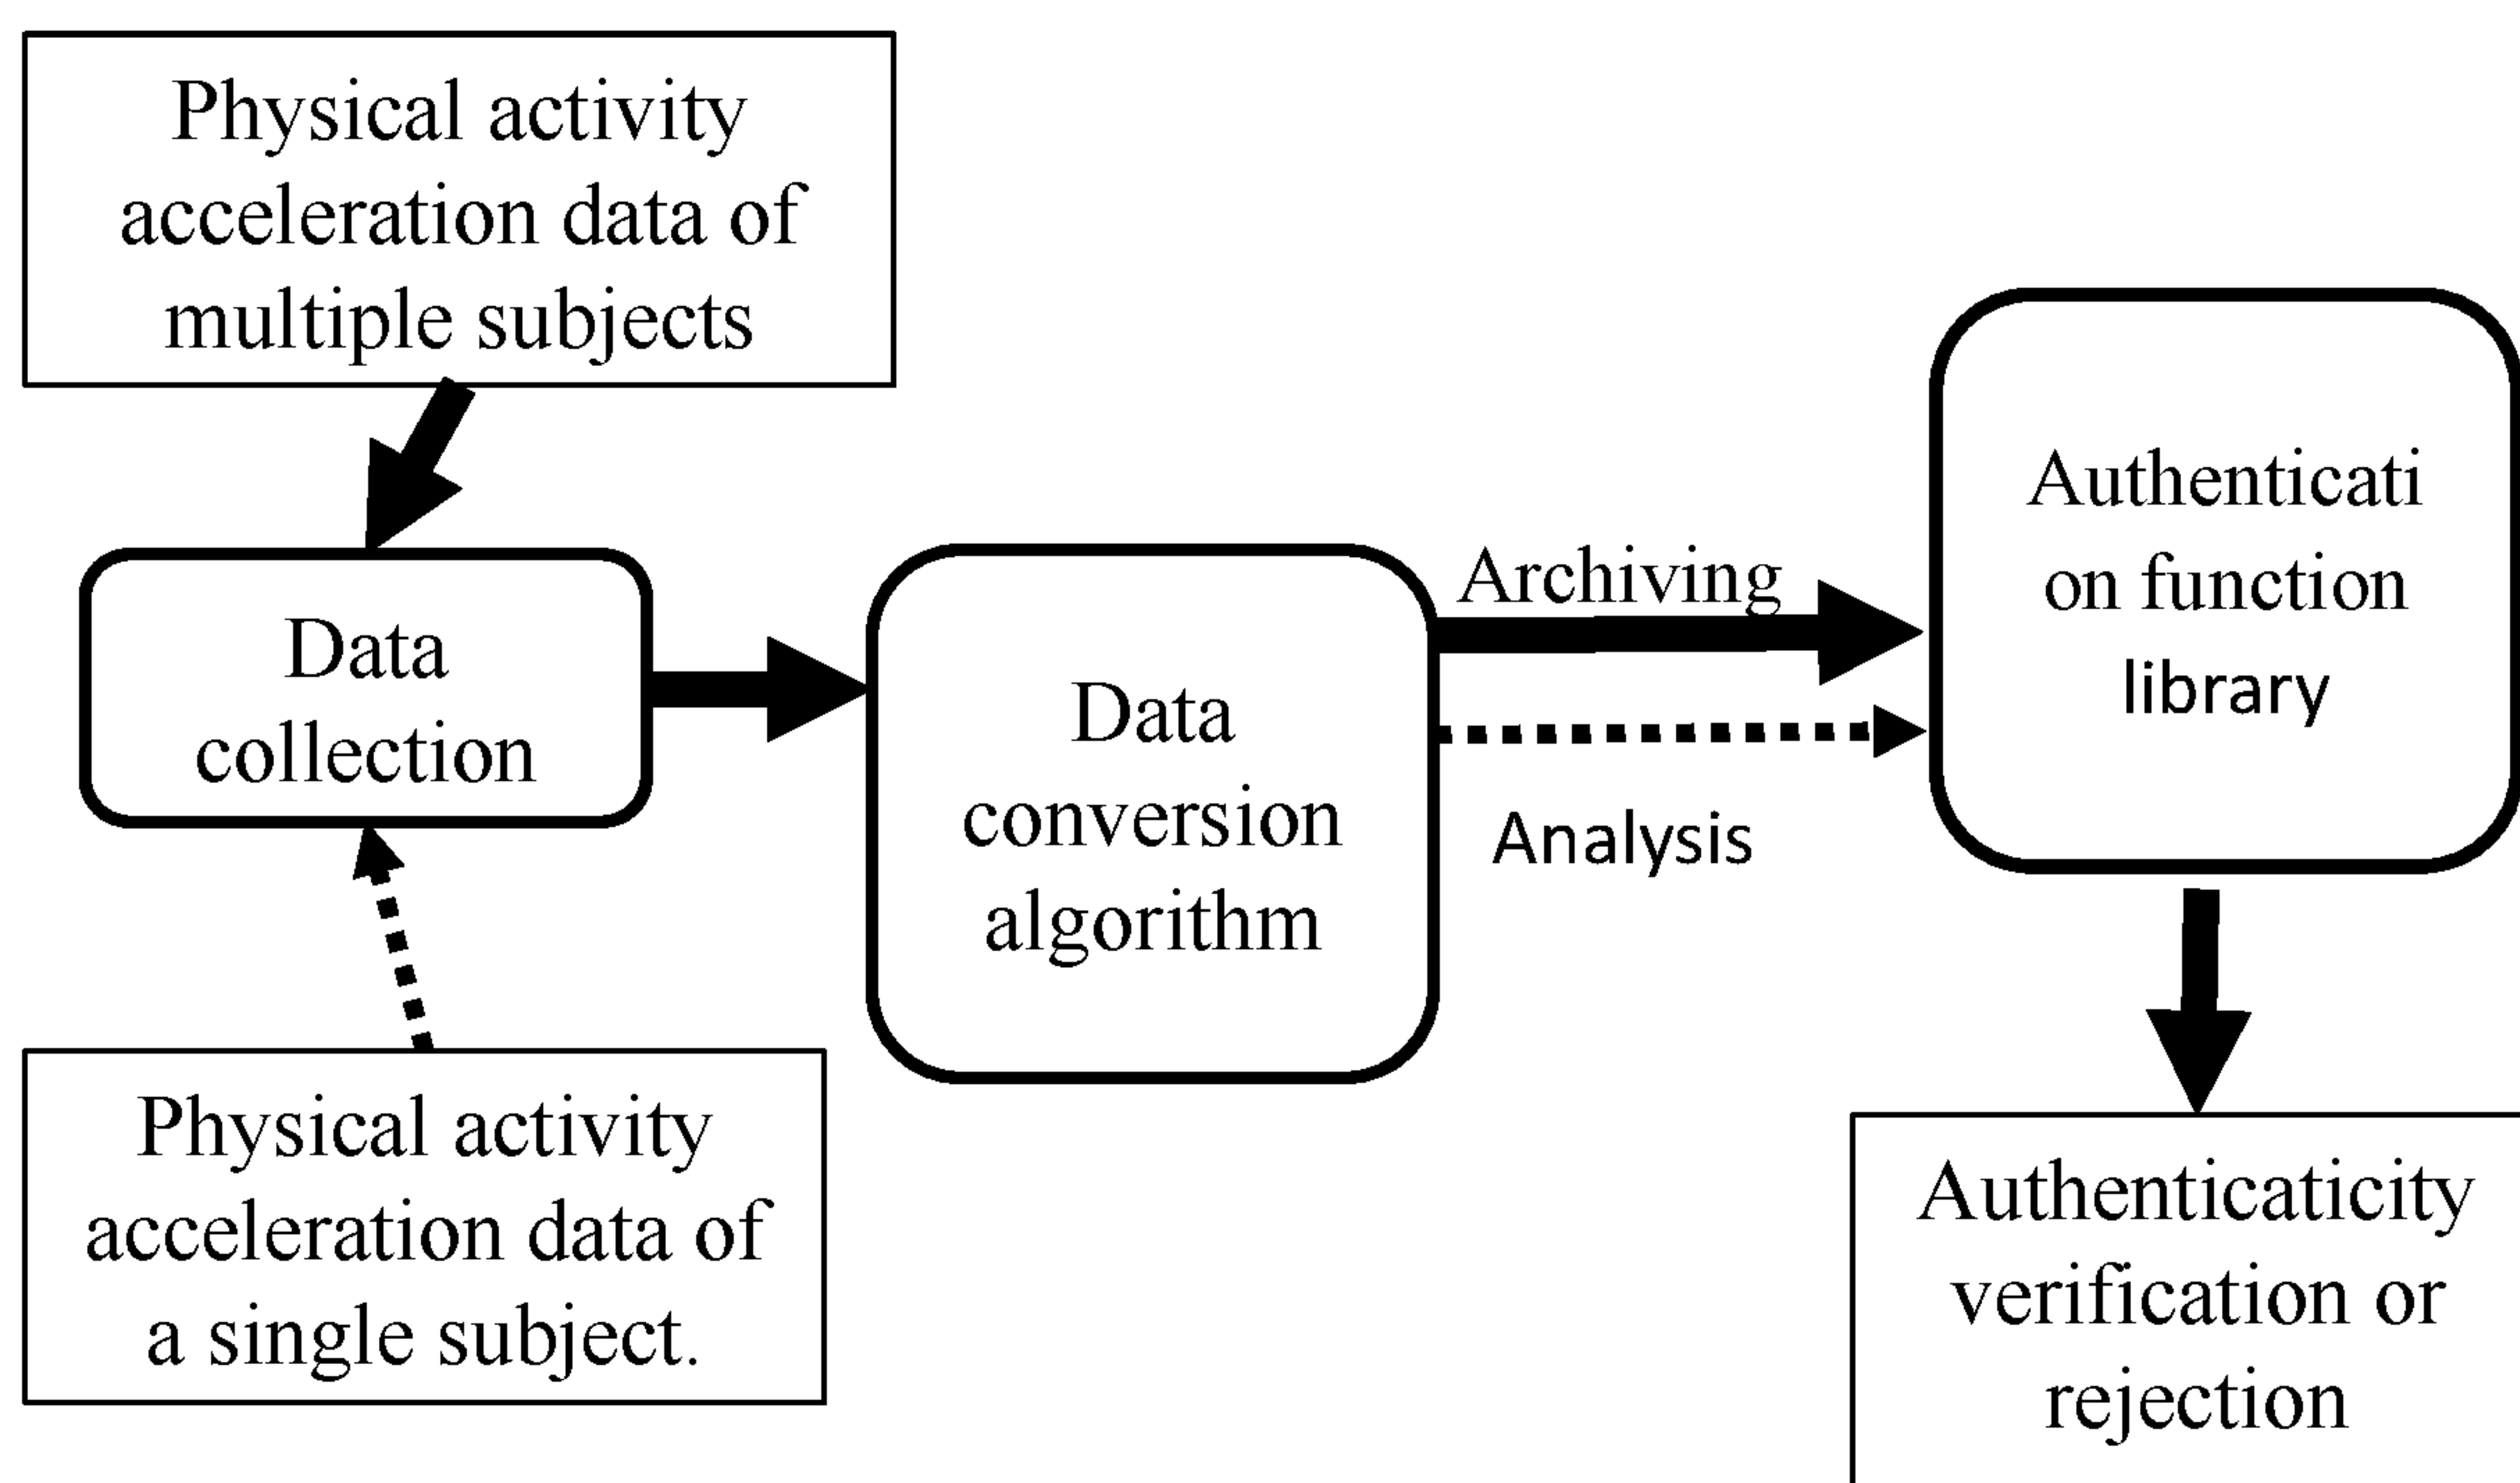 Physical activity
acceleration data of
multiple subjects
Data
collection
Physical activity
acceleration data of
a single subject.
Data
conversion
algorithm
Archiving
Analysis
Authenticati
on function
library
Authenticaticity
verification or
rejection